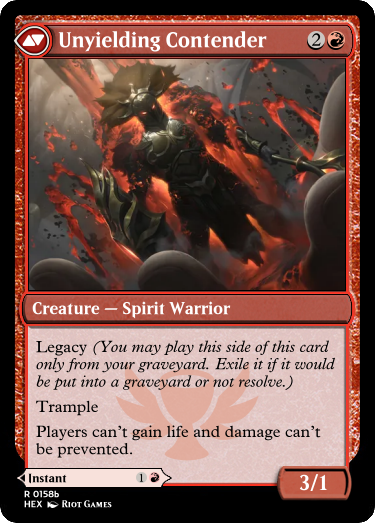 Unyielding Contender 2
Creature — Spirit Warrior
Legacy (You may play this side of this card
only from your graveyard. Exile it if it would
be put into a graveyard or not resolve.)
Trample
Players can't gain life and damage can't
be prevented.
Instant 1
3/1
R 0158b
HEX Riot Games